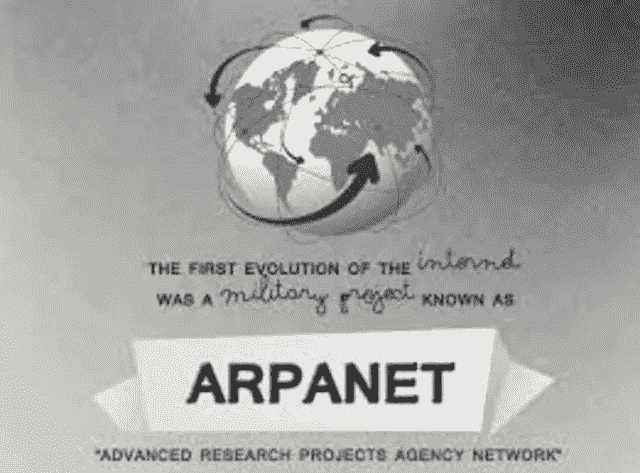 THE FIRST EVOLUTION OF THE internet
WAS A military project KNOWN AS
ARPANET
"ADVANCED RESEARCH PROJECTS AGENCY NETWORK"